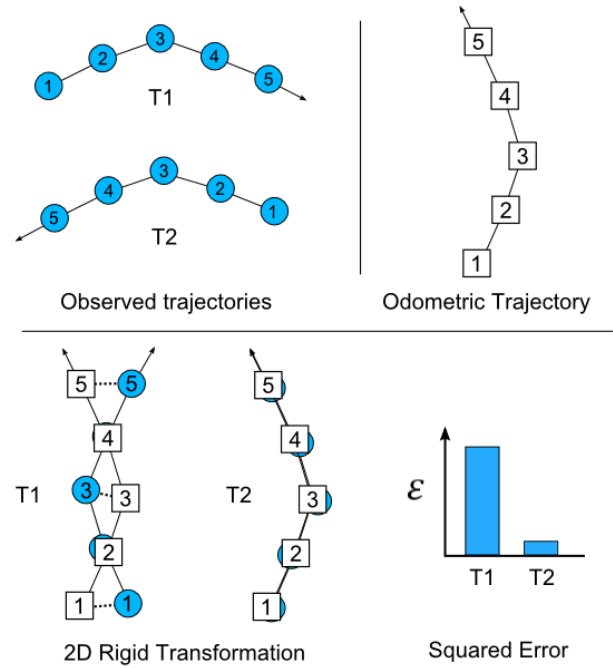 1
2
3
4
5
T1
5
4
3
2
1
T2
Observed trajectories
5
4
3
2
1
Odometric Trajectory
T1
5
5
4
3
3
2
1
1
T2
5
4
3
2
1
2D Rigid Transformation
ε
T1
T2
Squared Error